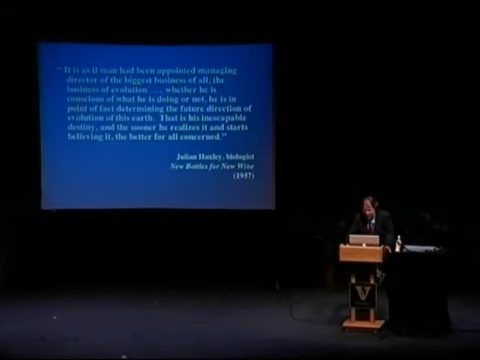 “ It is as if man had been appointed managing
director of the biggest business of all, the
business of evolution ..... whether he is
conscious of what he is doing or not, he is in
point of fact determining the future direction of
evolution of this earth. That is his inescapable
destiny, and the sooner he realizes it and starts
believing it, the better for all concerned.”
Julian Huxley, biologist
New Bottles for New Wine
(1957)
V